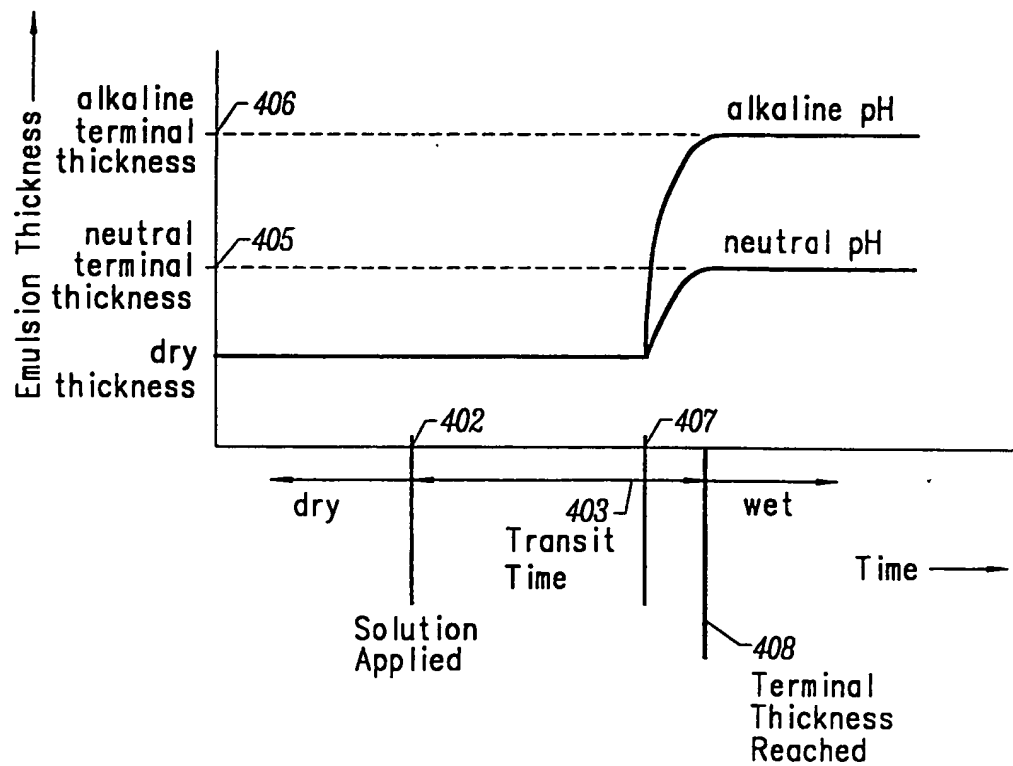 Emulsion Thickness
alkaline
terminal
thickness
406
alkaline pH
neutral
terminal
thickness
405
neutral pH
dry
thickness
402
407
dry
403
wet
Transit
Time
Time
Solution
Applied
408
Terminal
Thickness
Reached